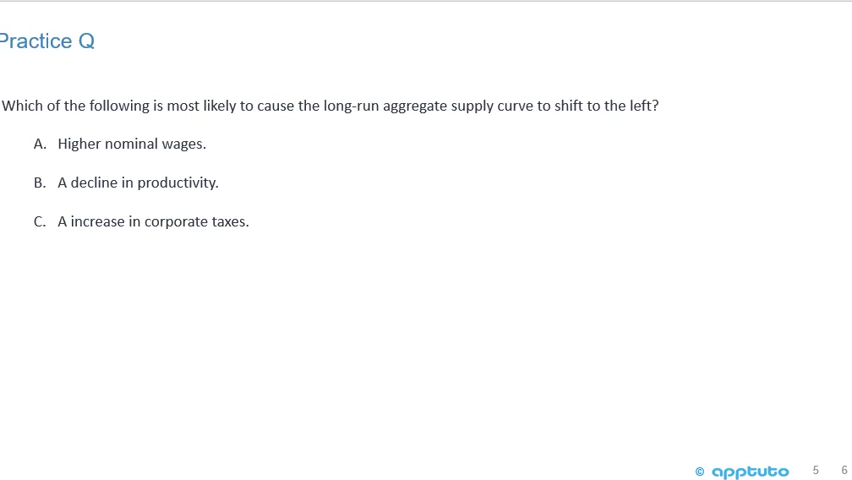 Practice Q
Which of the following is most likely to cause the long-run aggregate supply curve to shift to the left?
A. Higher nominal wages.
B. A decline in productivity.
C. A increase in corporate taxes.
© apptuto 5 6